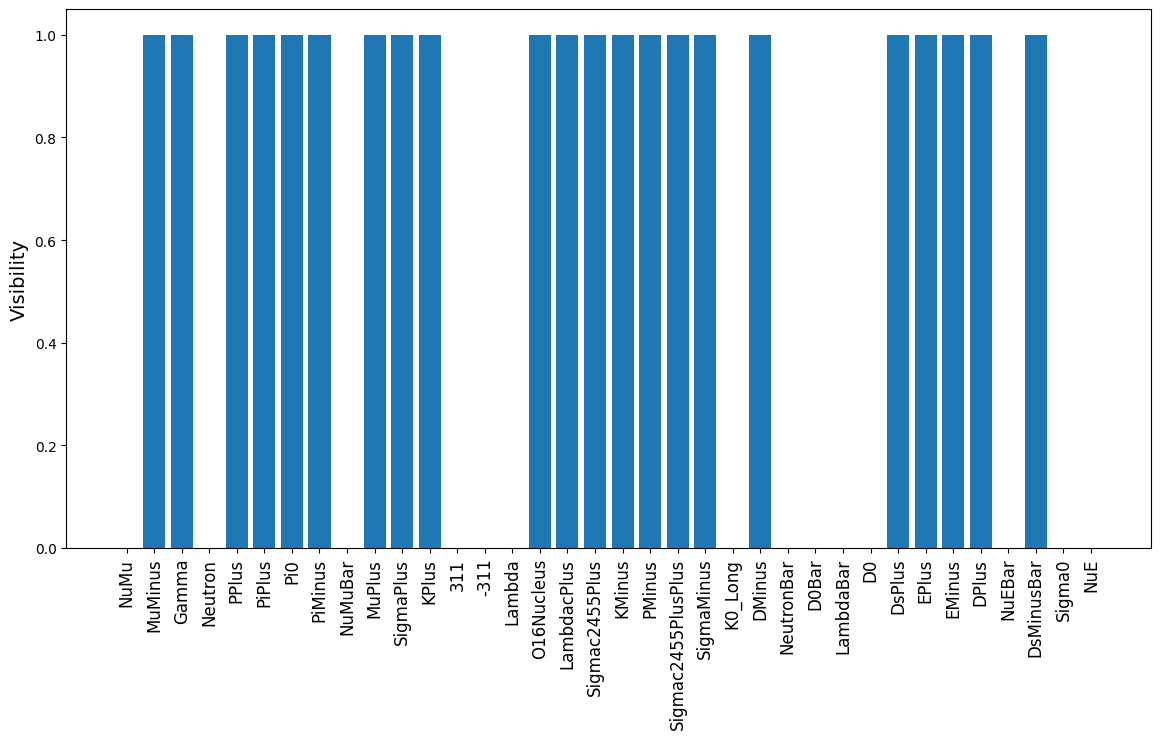 1.0
0.8
0.6
0.4
0.2
0.0
Visibility
NuMu
MuMinus
Gamma
Neutron
PPlus
PiPlus
Pi0
PiMinus
NuMuBar
MuPlus
SigmaPlus
KPlus
311
-311
Lambda
O16Nucleus
LambdacPlus
Sigmac2455Plus
KMinus
PMinus
Sigmac2455PlusPlus
SigmaMinus
K0_Long
DMinus
NeutronBar
D0Bar
LambdaBar
D0
DsPlus
EPlus
EMinus
DPlus
NuEBar
DsMinusBar
Sigma0
NuE